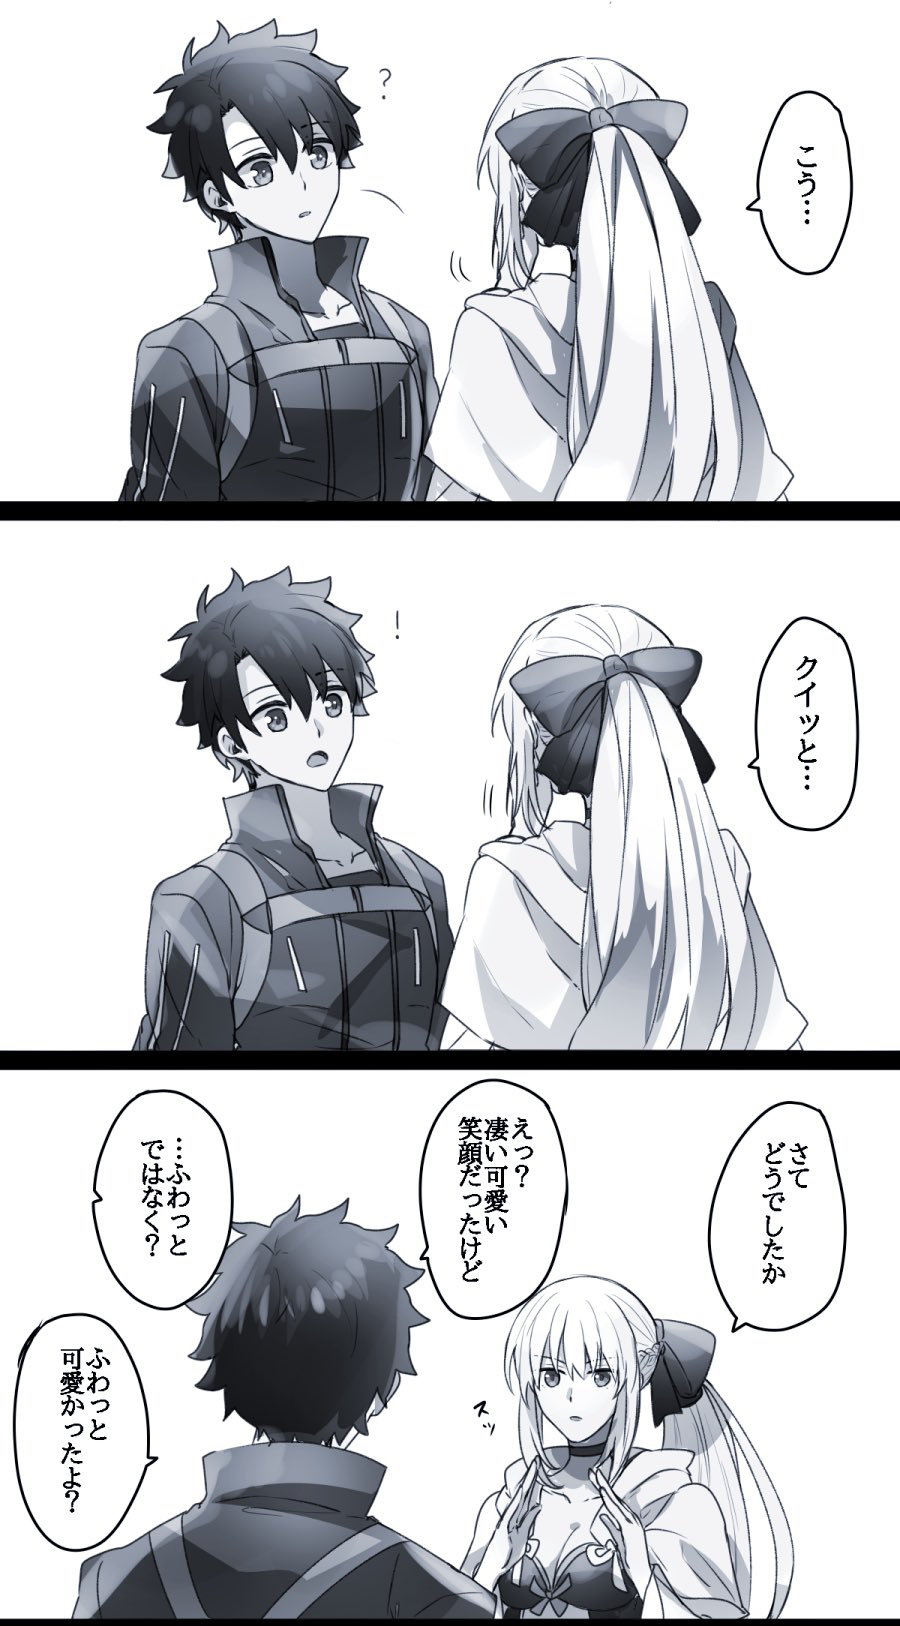 ?
こう…
!
クイッと…
さて
どうでしたか
えっ？
凄い可愛い
笑顔だったけど
…ふわっと
ではなく？
ふわっと
可愛かったよ？
スッ